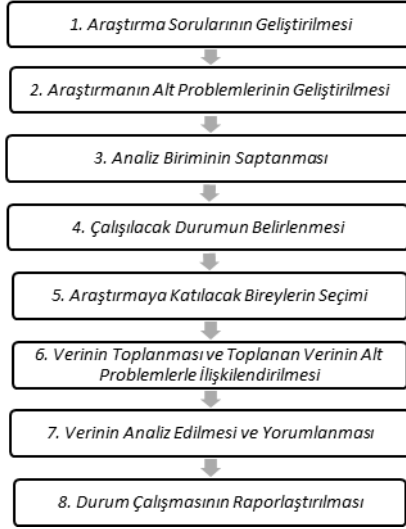 1. Araştırma Sorularının Geliştirilmesi
2. Araştırmanın Alt Problemlerinin Geliştirilmesi
3. Analiz Biriminin Saptanması
4. Çalışılacak Durumun Belirlenmesi
5. Araştırmaya Katılacak Bireylerin Seçimi
6. Verinin Toplanması ve Toplanan Verinin Alt
Problemlerle İlişkilendirilmesi
7. Verinin Analiz Edilmesi ve Yorumlanması
8. Durum Çalışmasının Raporlaştırılması